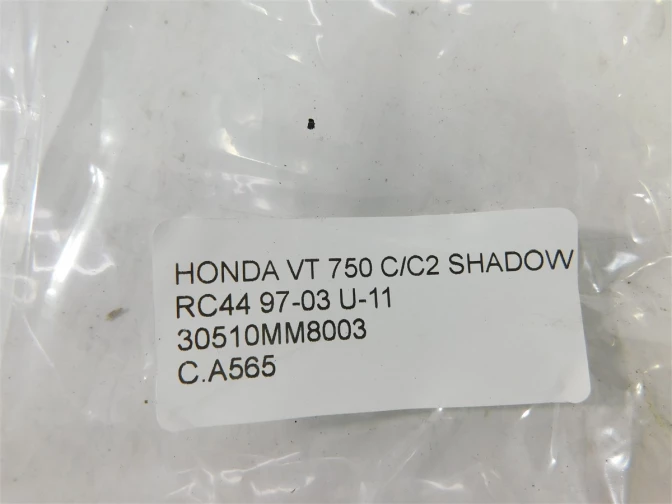 HONDA VT 750 C/C2 SHADOW
RC44 97-03 U-11
30510MM8003
C.A565